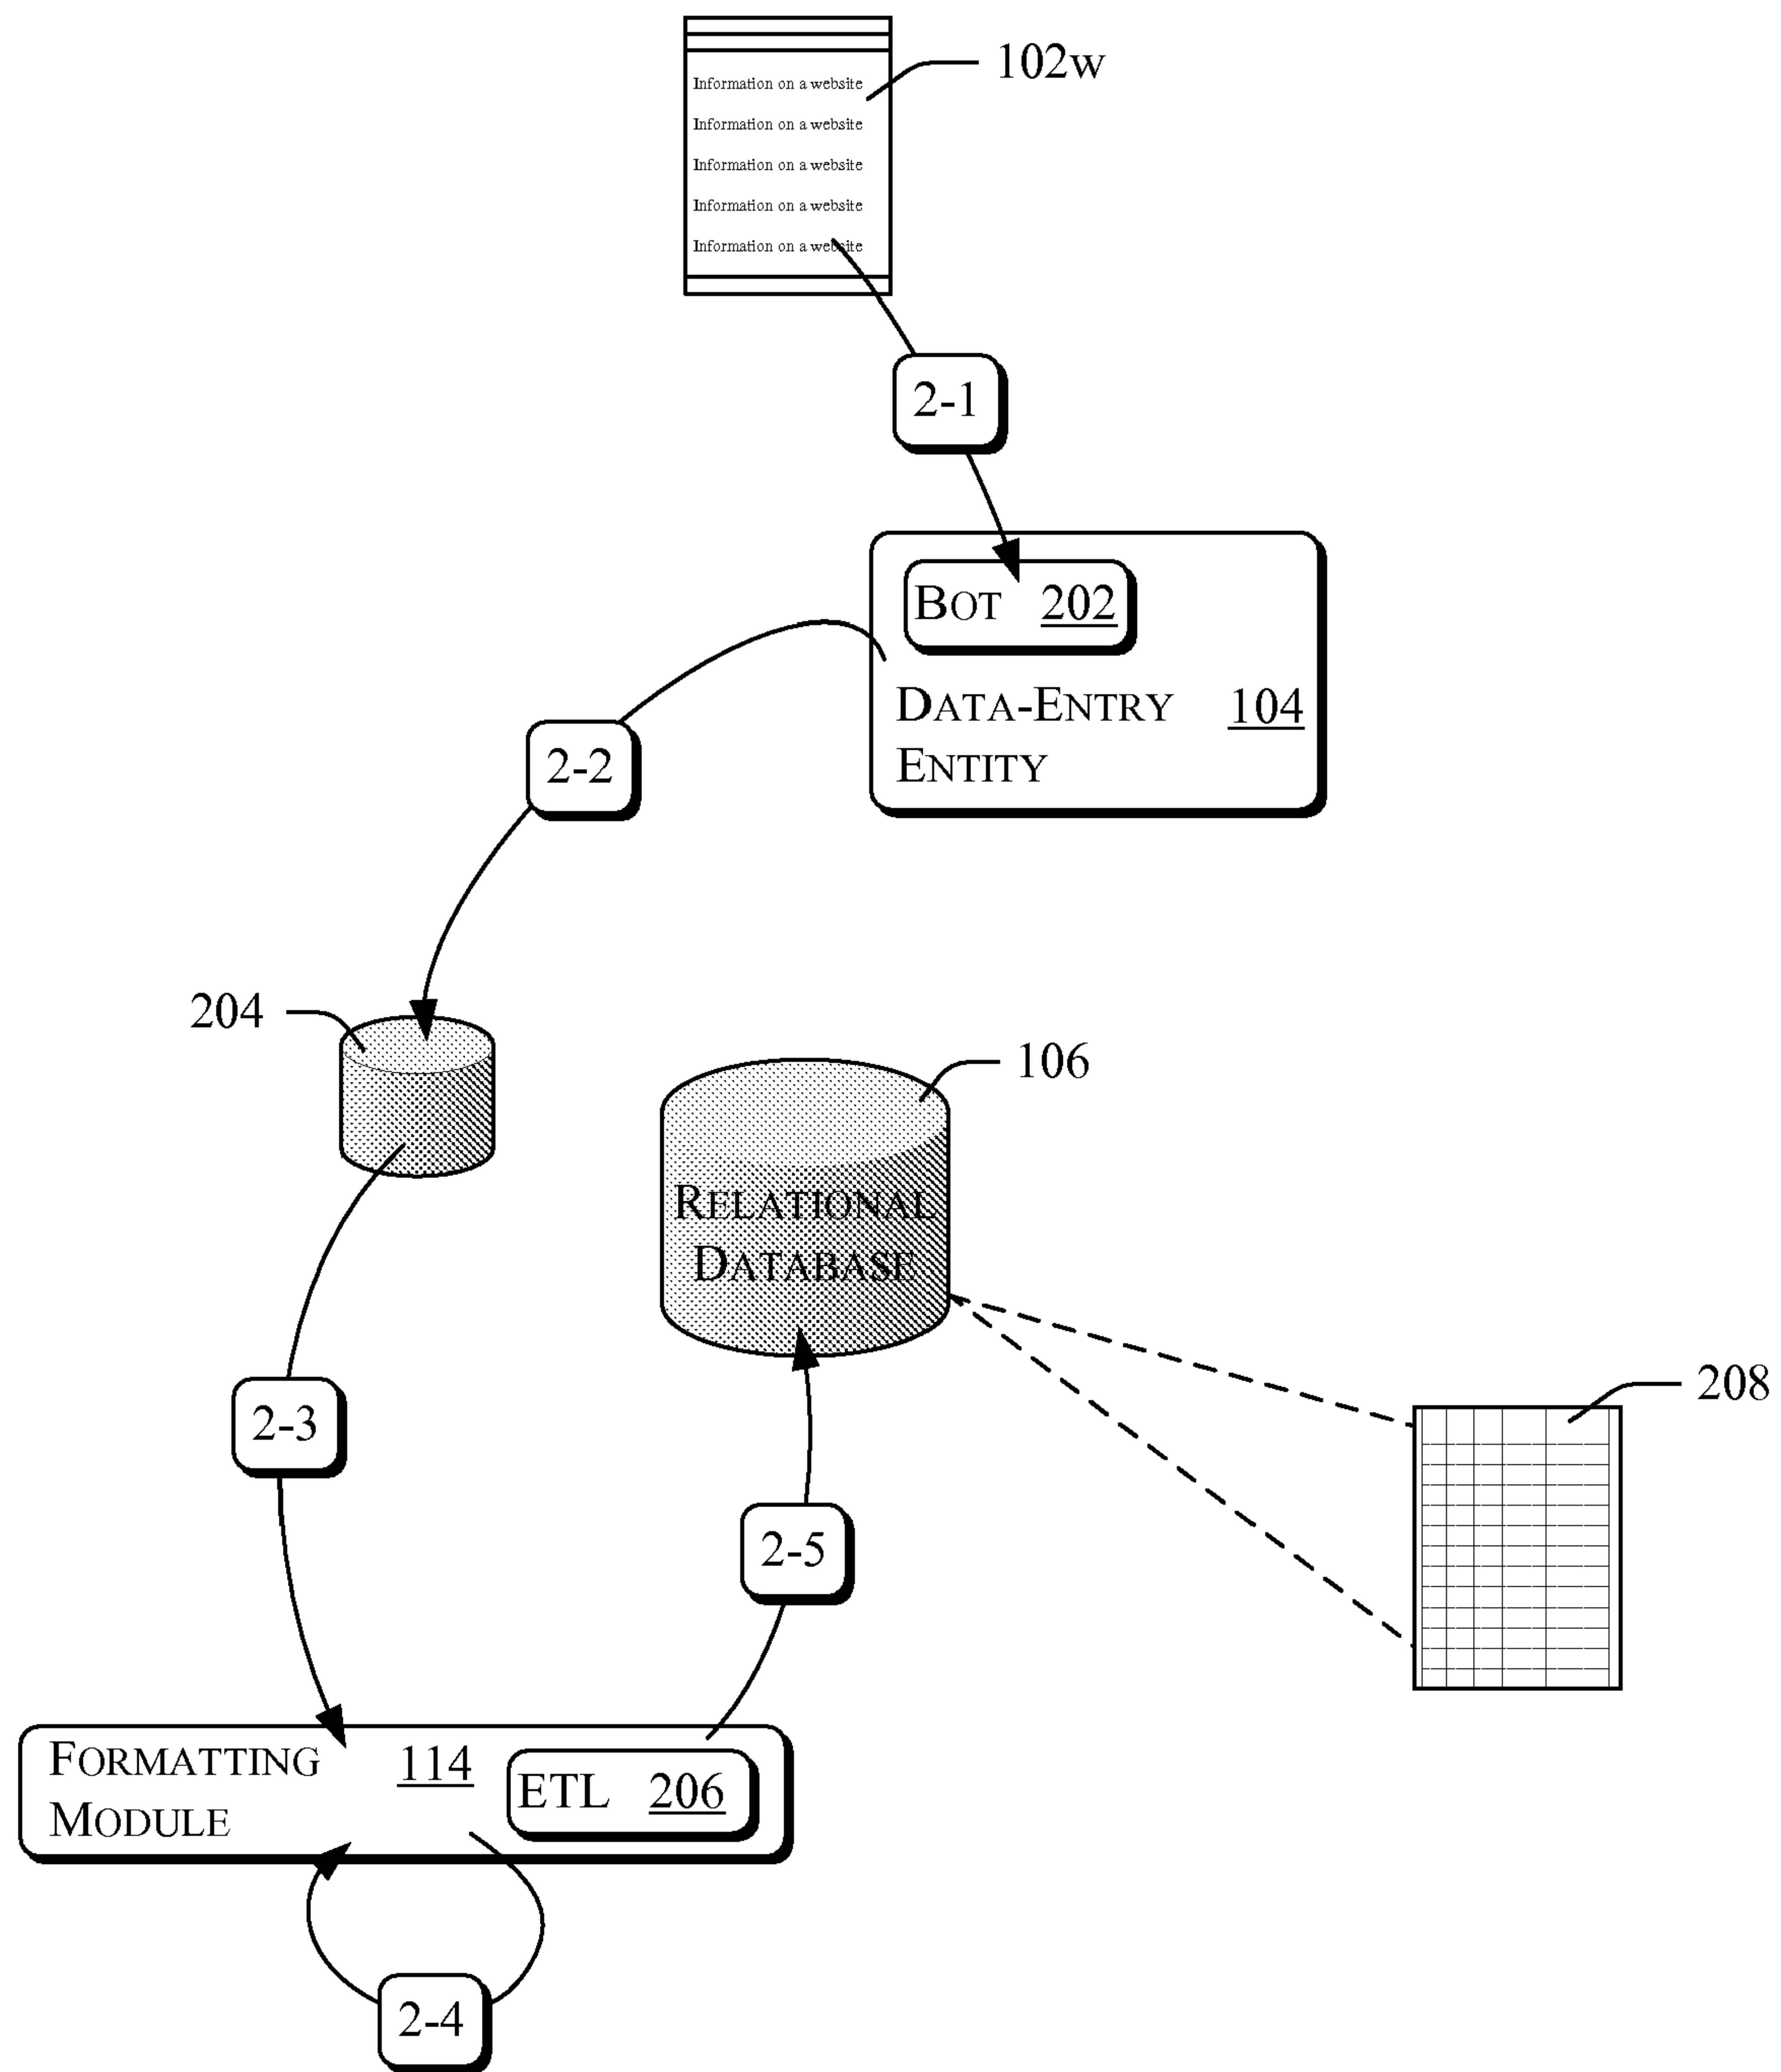 102w
Information on a website
Information on a website
Information on a website
Information on a website
Information on a website
2-1
BOT 202
DATA-ENTRY 104
ENTITY
2-2
204
106
RELATIONAL
DATABASE
208
2-3
2-5
FORMATTING 114
MODULE
ETL 206
2-4